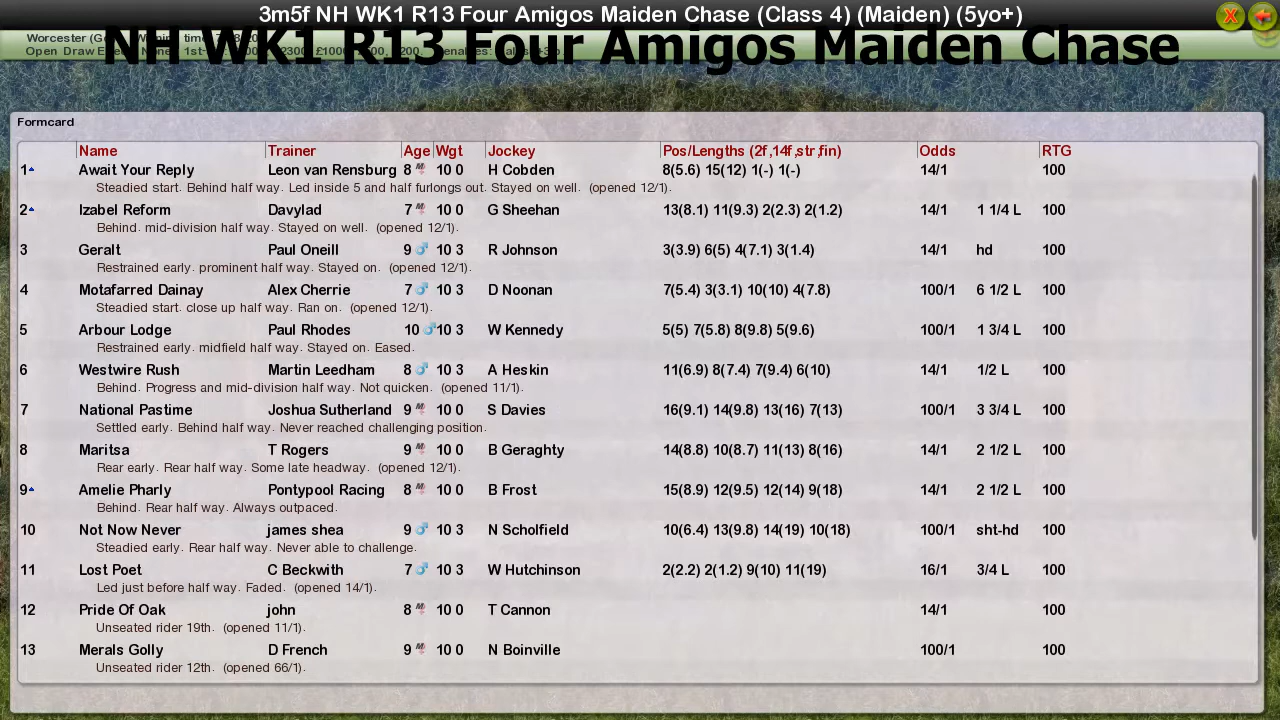 3m5f NH WK1 R13 Four Amigos Maiden Chase (Class 4) (Maiden) (5yo+)
NH WK1 R13 Four Amigos Maiden Chase
Worcester
Open Draw
Formcard
Name Trainer Age Wgt Jockey Pos/Lengths (2f,14f,str,fin) Odds RTG
1 Await Your Reply Leon van Rensburg 8 10 0 H Cobden 8(5.6) 15(12) 1(-) 1(-) 14/1 100
Steadied start. Behind half way. Led inside 5 and half furlongs out. Stayed on well. (opened 12/1).
2 Izabel Reform Davylad 7 10 0 G Sheehan 13(8.1) 11(9.3) 2(2.3) 2(1.2) 14/1 1 1/4 L 100
Behind. mid-division half way. Stayed on well. (opened 12/1).
3 Geralt Paul Oneill 9 10 3 R Johnson 3(3.9) 6(5) 4(7.1) 3(1.4) 14/1 hd 100
Restrained early. prominent half way. Stayed on. (opened 12/1).
4 Motafarred Dainay Alex Cherrie 7 10 3 D Noonan 7(5.4) 3(3.1) 10(10) 4(7.8) 100/1 6 1/2 L 100
Steadied start. close up half way. Ran on. (opened 12/1).
5 Arbour Lodge Paul Rhodes 10 10 3 W Kennedy 5(5) 7(5.8) 8(9.8) 5(9.6) 100/1 1 3/4 L 100
Restrained early. midfield half way. Stayed on. Eased.
6 Westwire Rush Martin Leedham 8 10 3 A Heskin 11(6.9) 8(7.4) 7(9.4) 6(10) 14/1 1/2 L 100
Behind. Progress and mid-division half way. Not quicken. (opened 11/1).
7 National Pastime Joshua Sutherland 9 10 0 S Davies 16(9.1) 14(9.8) 13(16) 7(13) 100/1 3 3/4 L 100
Settled early. Behind half way. Never reached challenging position.
8 Maritsa T Rogers 9 10 0 B Geraghty 14(8.8) 10(8.7) 11(13) 8(16) 14/1 2 1/2 L 100
Rear early. Rear half way. Some late headway. (opened 12/1).
9 Amelie Pharly Pontypool Racing 8 10 0 B Frost 15(8.9) 12(9.5) 12(14) 9(18) 14/1 2 1/2 L 100
Behind. Rear half way. Always outpaced.
10 Not Now Never james shea 9 10 3 N Scholfield 10(6.4) 13(9.8) 14(19) 10(18) 100/1 sht-hd 100
Steadied early. Rear half way. Never able to challenge.
11 Lost Poet C Beckwith 7 10 3 W Hutchinson 2(2.2) 2(1.2) 9(10) 11(19) 16/1 3/4 L 100
Led just before half way. Faded. (opened 14/1).
12 Pride Of Oak john 8 10 0 T Cannon 14/1 100
Unseated rider 19th. (opened 11/1).
13 Merals Golly D French 9 10 0 N Boinville 100/1 100
Unseated rider 12th. (opened 66/1).